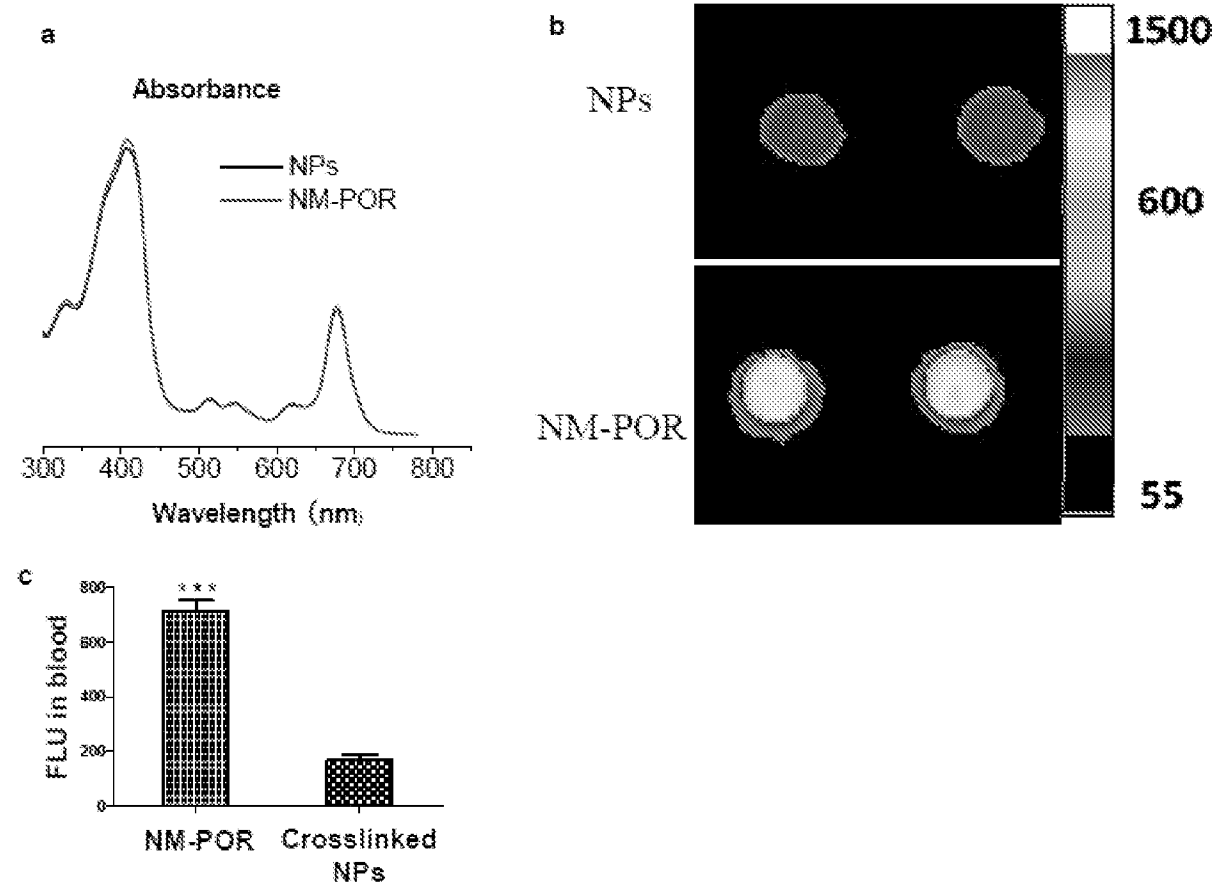 a
Absorbance
NPs
NM-POR
300 400 500 600 700 800
Wavelength (nm)
b
NPs
NM-POR
1500
600
55
c
FLU in blood
800
600
400
200
0
***
NM-POR
Crosslinked
NPs